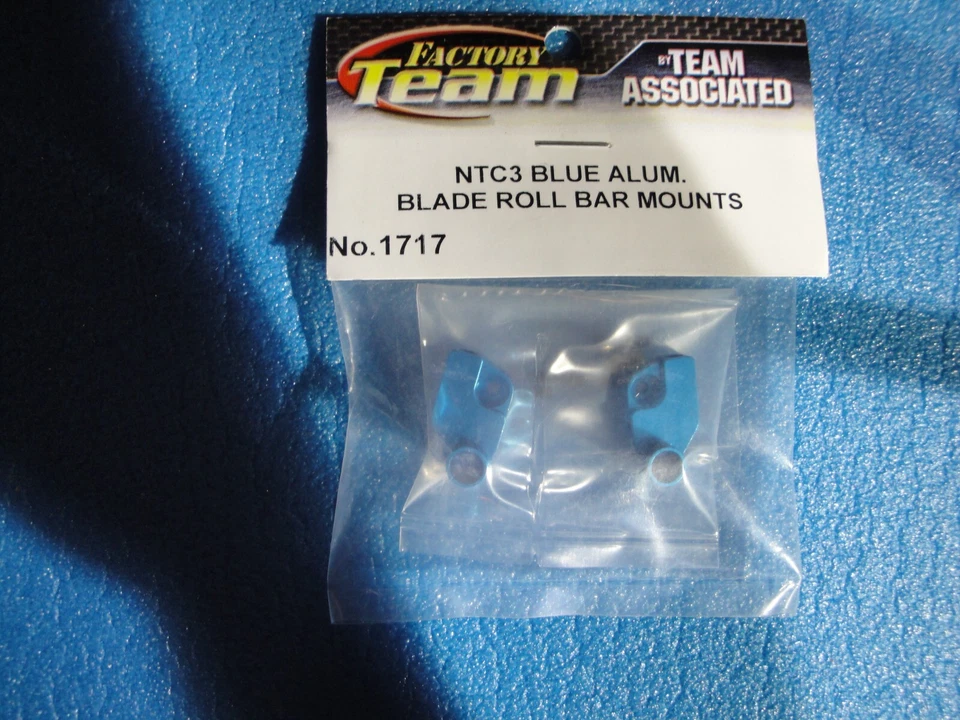 FACTORY
Team
BY TEAM
ASSOCIATED
NTC3 BLUE ALUM.
BLADE ROLL BAR MOUNTS
No.1717